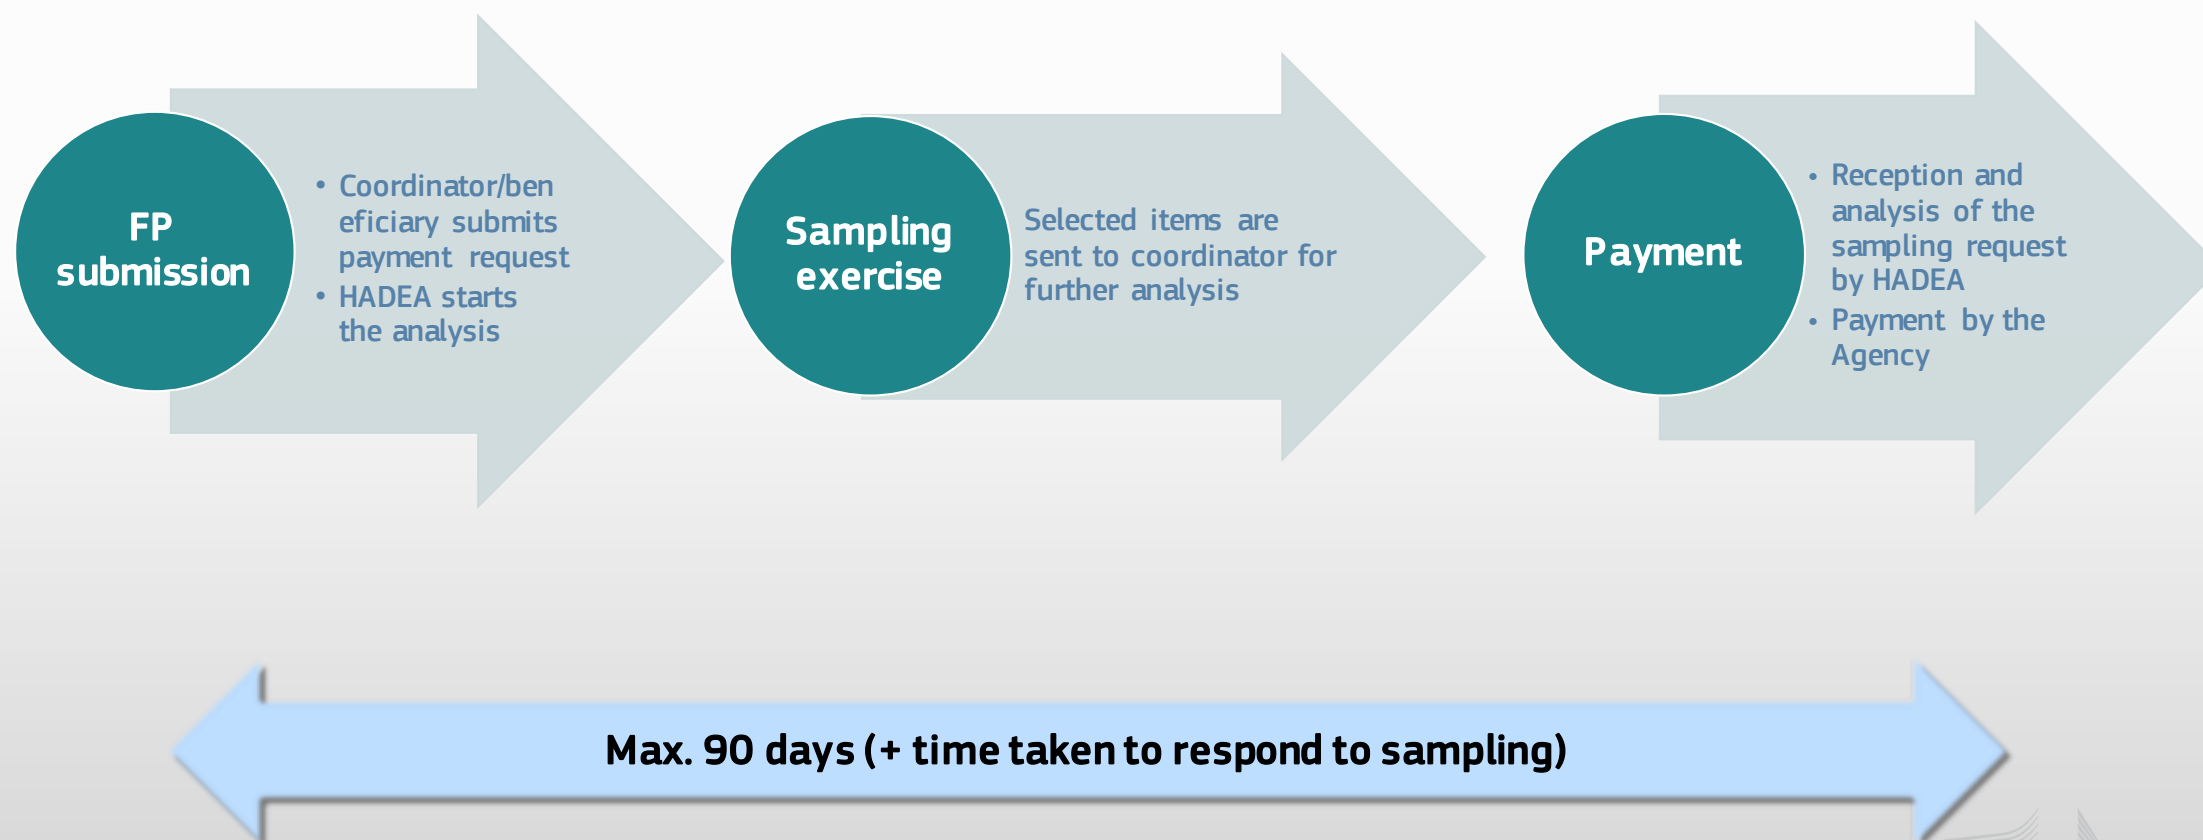 FP
submission
• Coordinator/ben
eficiary submits
payment request
• HADEA starts
the analysis
Sampling
exercise
Selected items are
sent to coordinator for
further analysis
Payment
• Reception and
analysis of the
sampling request
by HADEA
• Payment by the
Agency
Max. 90 days (+ time taken to respond to sampling)